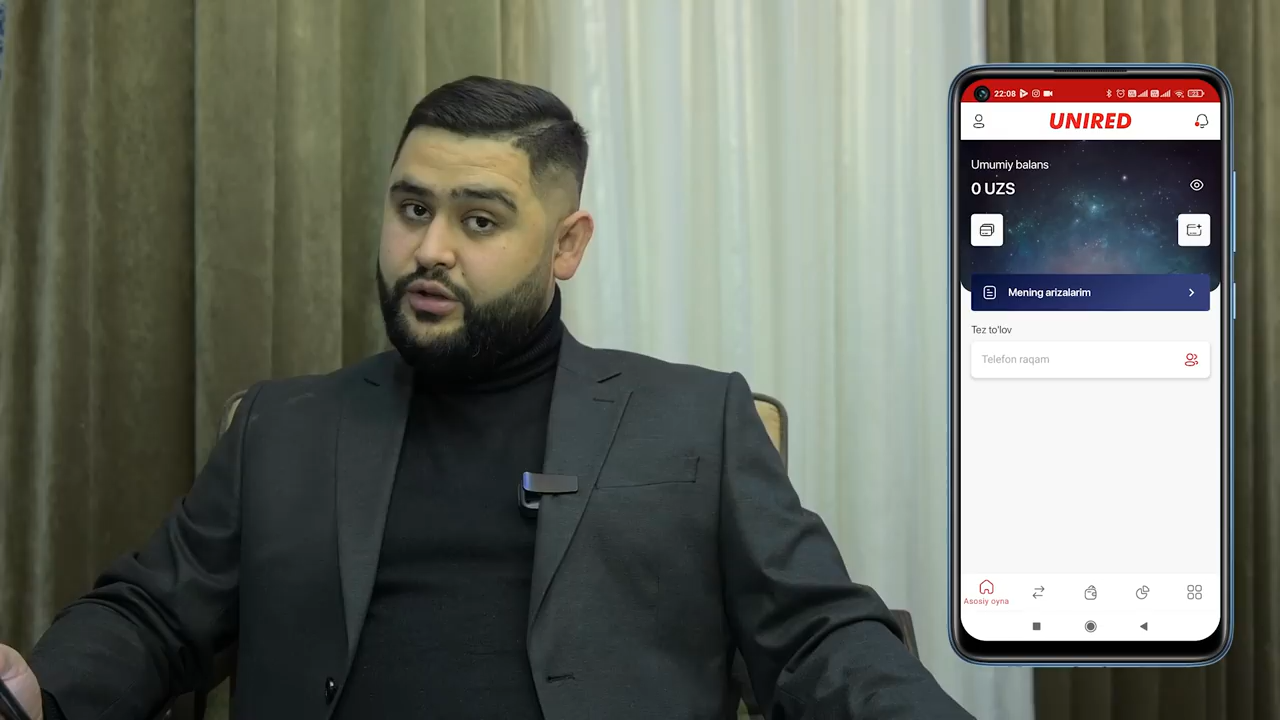 22:08
UNIRED
Umumiy balans
0 UZS
Mening arizalarim
Tez to'lov
Telefon raqam
Asosiy oyna